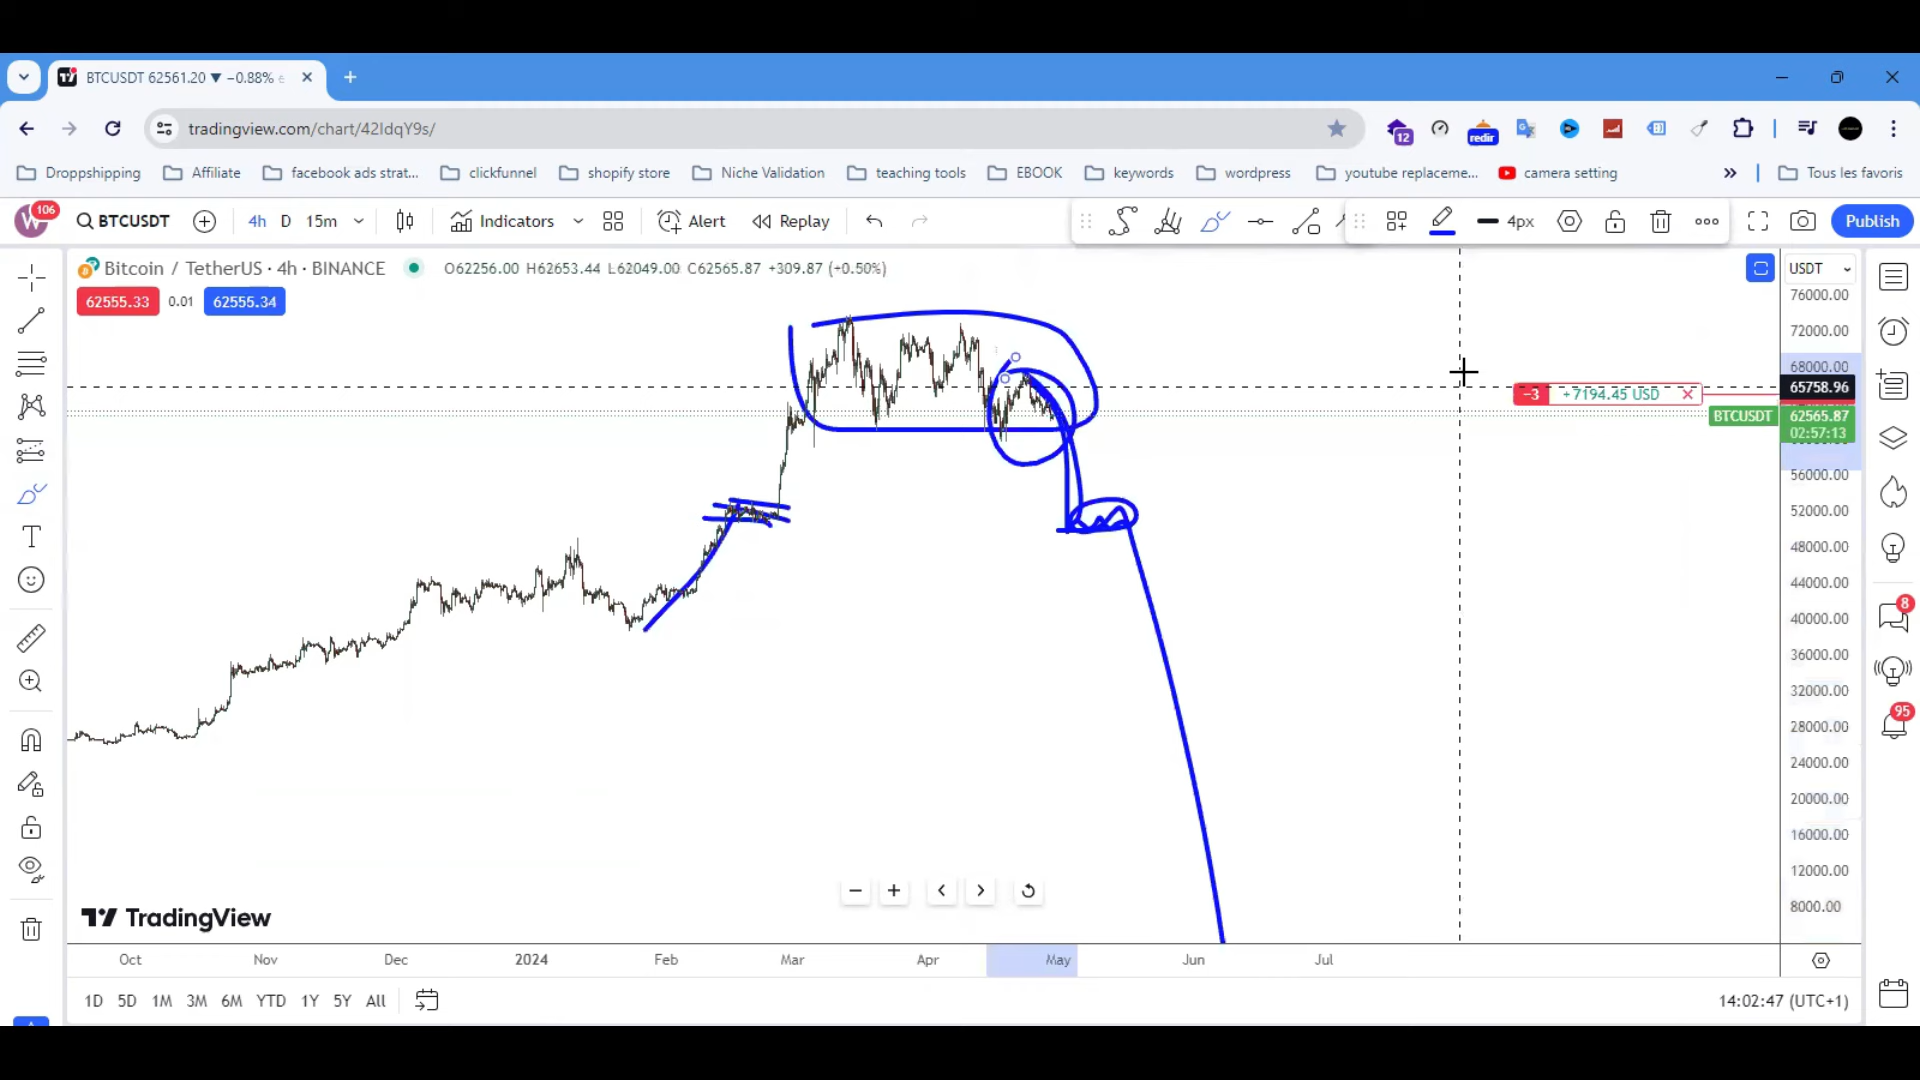 BTCUSDT 62561.20 ▼ −0.88%
tradingview.com/chart/42IdqY9s/
12
redir
Droppshipping
Affiliate
facebook ads strat...
clickfunnel
shopify store
Niche Validation
teaching tools
EBOOK
keywords
wordpress
youtube replaceme...
camera setting
»
Tous les favoris
W
106
BTCUSDT
4h
D
15m
Indicators
Alert
Replay
4px
Publish
Bitcoin / TetherUS · 4h · BINANCE
O62256.00 H62653.44 L62049.00 C62565.87 +309.87 (+0.50%)
USDT
62555.33
0.01
62555.34
76000.00
72000.00
68000.00
65758.96
−3
+7194.45 USD
BTCUSDT
62565.87
02:57:13
56000.00
52000.00
48000.00
44000.00
40000.00
36000.00
32000.00
28000.00
24000.00
20000.00
16000.00
12000.00
8000.00
8
95
TradingView
Oct
Nov
Dec
2024
Feb
Mar
Apr
May
Jun
Jul
1D
5D
1M
3M
6M
YTD
1Y
5Y
All
14:02:47 (UTC+1)